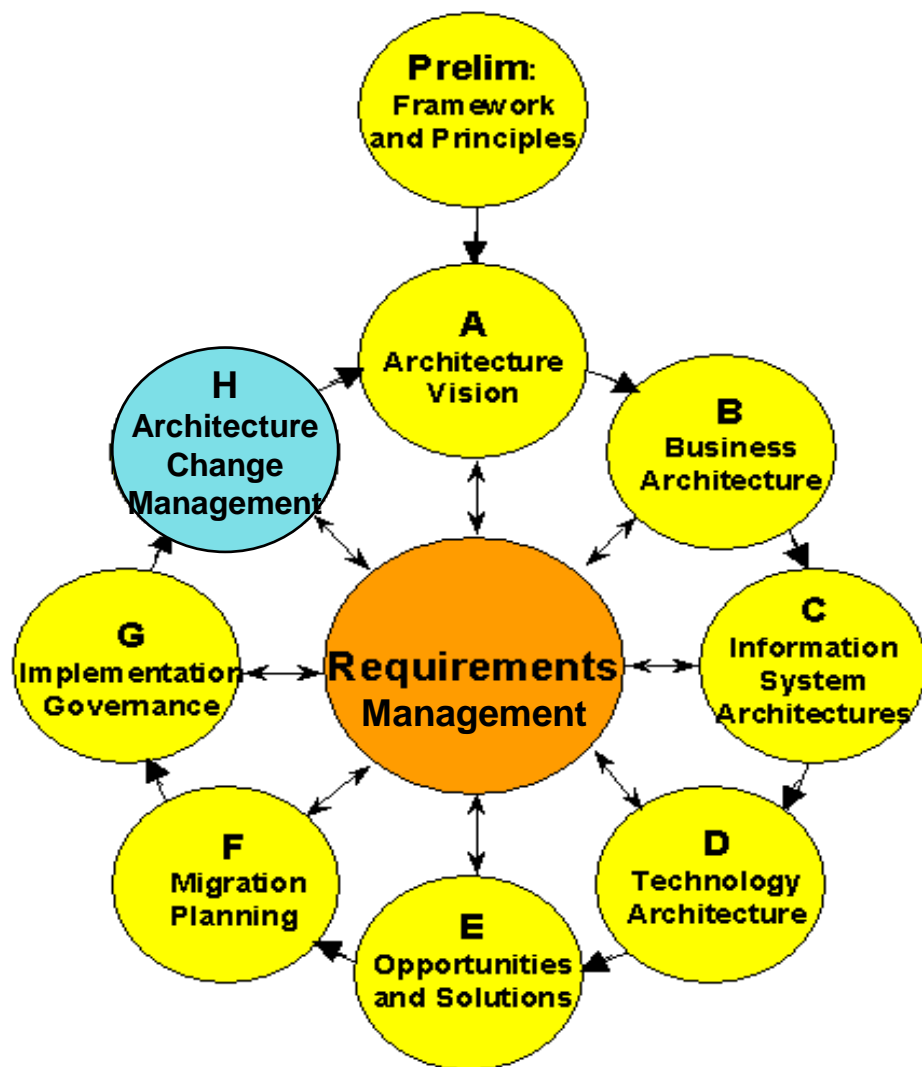 Prelim:
Framework
and Principles
A
Architecture
Vision
B
Business
Architecture
C
Information
System
Architectures
D
Technology
Architecture
E
Opportunities
and Solutions
F
Migration
Planning
G
Implementation
Governance
H
Architecture
Change
Management
Requirements
Management